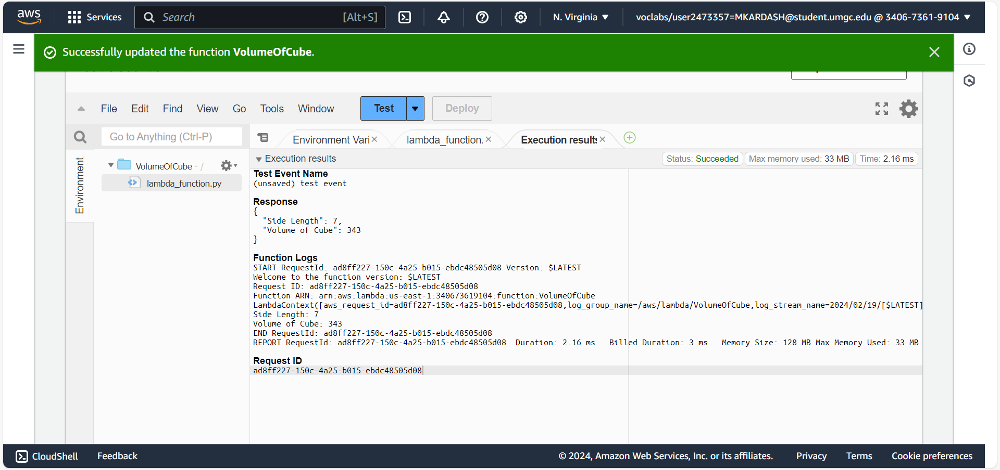 aws
Services
Search
[Alt+S]
N. Virginia
voclabs/user2473357=MKARDASH@student.umgc.edu @ 3406-7361-9104
Successfully updated the function VolumeOfCube.
File Edit Find View Go Tools Window
Test
Deploy
Go to Anything (Ctrl-P)
Environment Vari
lambda_function.
Execution results
Environment
VolumeOfCube - /
lambda_function.py
Execution results
Status: Succeeded
Max memory used: 33 MB
Time: 2.16 ms
Test Event Name
(unsaved) test event
Response
{
"Side Length": 7,
"Volume of Cube": 343
}
Function Logs
START RequestId: ad8ff227-150c-4a25-b015-ebdc48505d08 Version: $LATEST
Welcome to the function version: $LATEST
Request ID: ad8ff227-150c-4a25-b015-ebdc48505d08
Function ARN: arn:aws:lambda:us-east-1:340673619104:function:VolumeOfCube
LambdaContext([aws_request_id=ad8ff227-150c-4a25-b015-ebdc48505d08,log_group_name=/aws/lambda/VolumeOfCube,log_stream_name=2024/02/19/[$LATEST]
Side Length: 7
Volume of Cube: 343
END RequestId: ad8ff227-150c-4a25-b015-ebdc48505d08
REPORT RequestId: ad8ff227-150c-4a25-b015-ebdc48505d08 Duration: 2.16 ms Billed Duration: 3 ms Memory Size: 128 MB Max Memory Used: 33 MB
Request ID
ad8ff227-150c-4a25-b015-ebdc48505d08
CloudShell
Feedback
© 2024, Amazon Web Services, Inc. or its affiliates.
Privacy
Terms
Cookie preferences